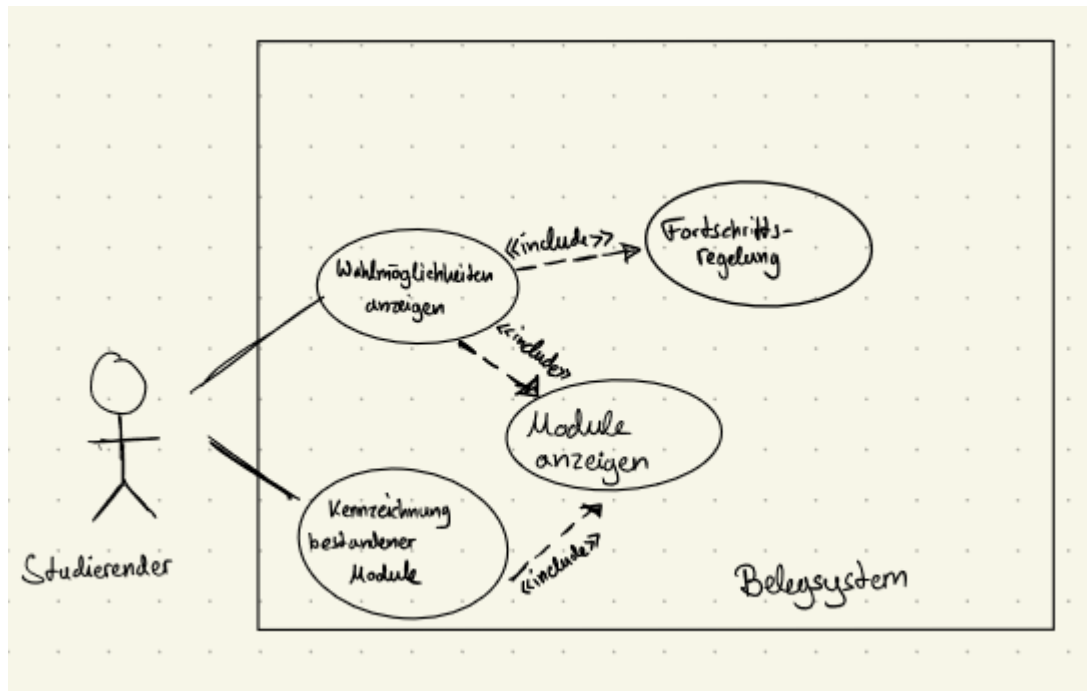 «include»
Fortschritts-
regelung
Wahlmöglichkeiten
anzeigen
«include»
Module
anzeigen
Kennzeichnung
bestandener
Module
«include»
Studierender
Belegsystem